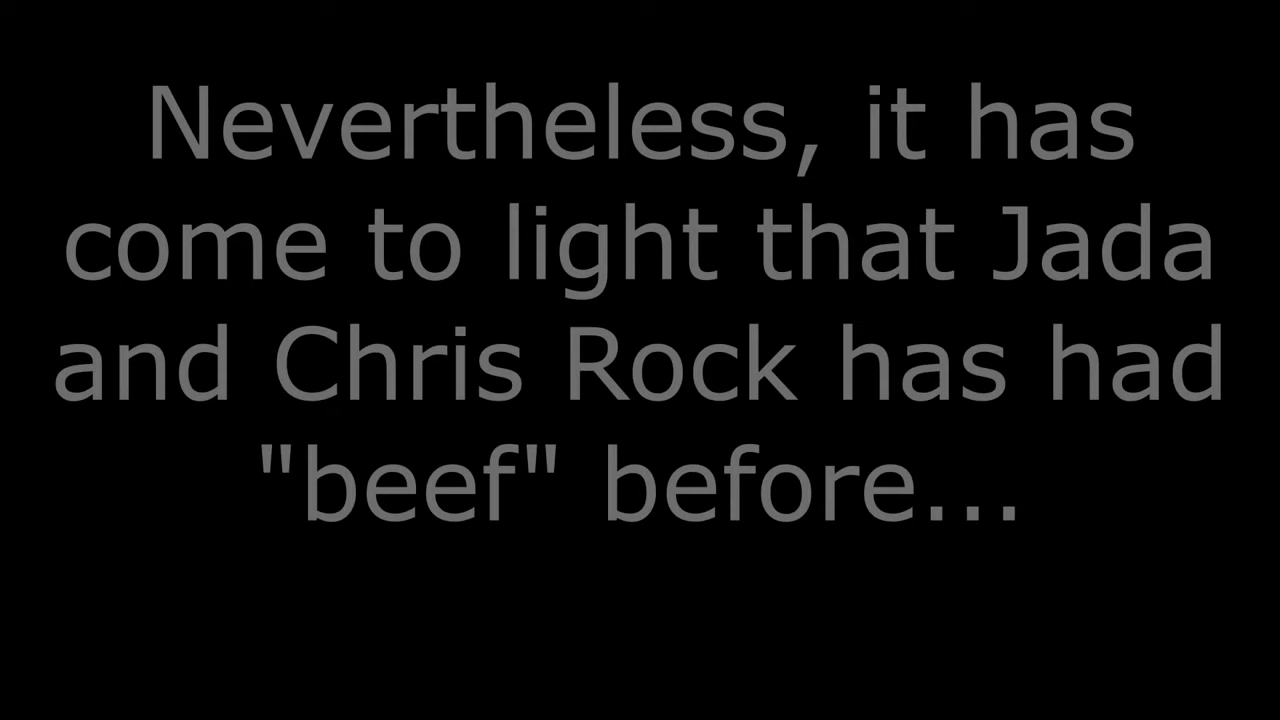 Nevertheless, it has
come to light that Jada
and Chris Rock has had
"beef" before...